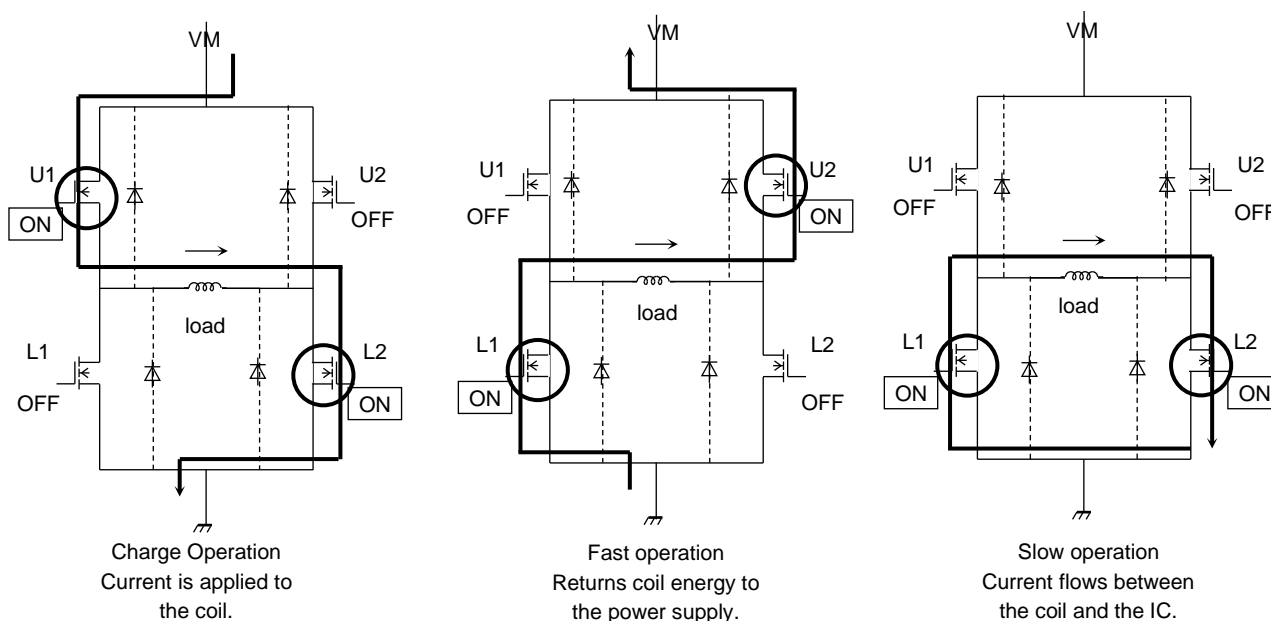 VM
U1
U2
ON
OFF
load
L1
L2
OFF
ON
Charge Operation
Current is applied to
the coil.
VM
U1
U2
OFF
ON
load
L1
L2
ON
OFF
Fast operation
Returns coil energy to
the power supply.
VM
U1
U2
OFF
OFF
load
L1
L2
ON
ON
Slow operation
Current flows between
the coil and the IC.